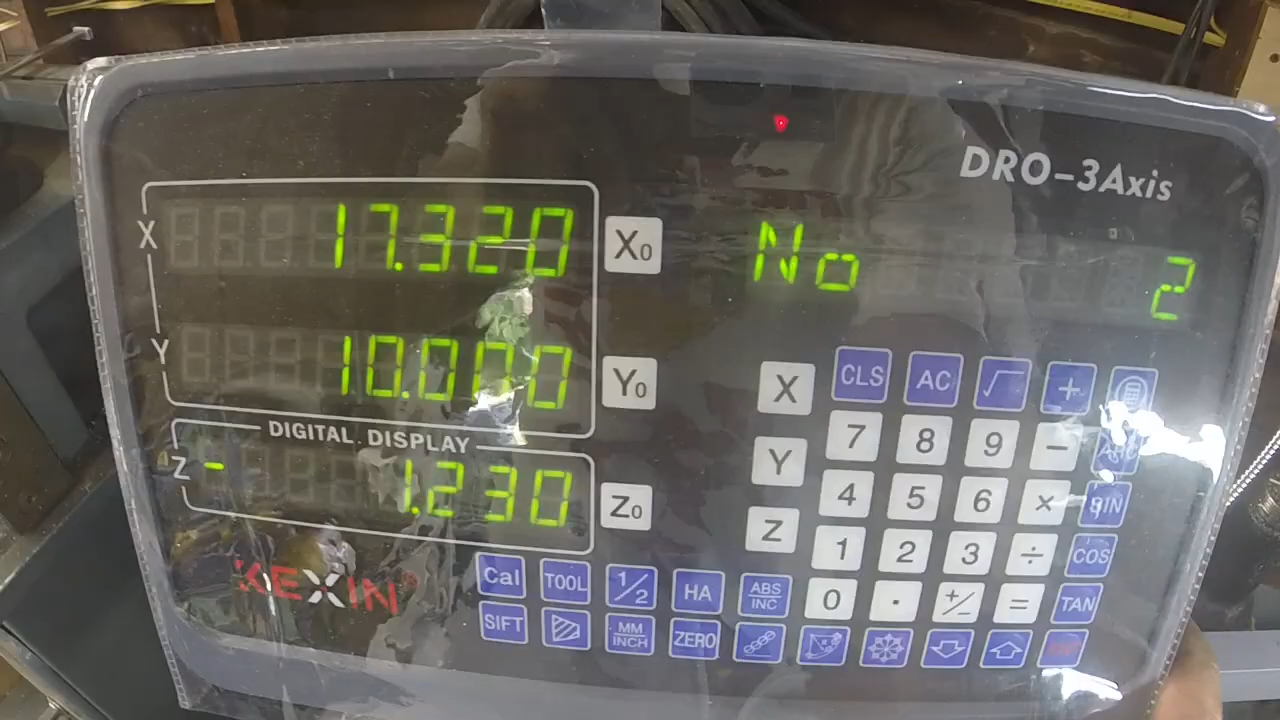 DRO-3Axis
X 17.320 X0
No 2
Y 10.000 Y0
DIGITAL DISPLAY
Z - 1.230 Z0
KEXIN
X CLS AC √ +
7 8 9 −
Y 4 5 6 × SIN
Z 1 2 3 ÷ COS
0 . +/− = TAN
Cal TOOL 1/2 HA ABS/INC
SIFT MM/INCH ZERO